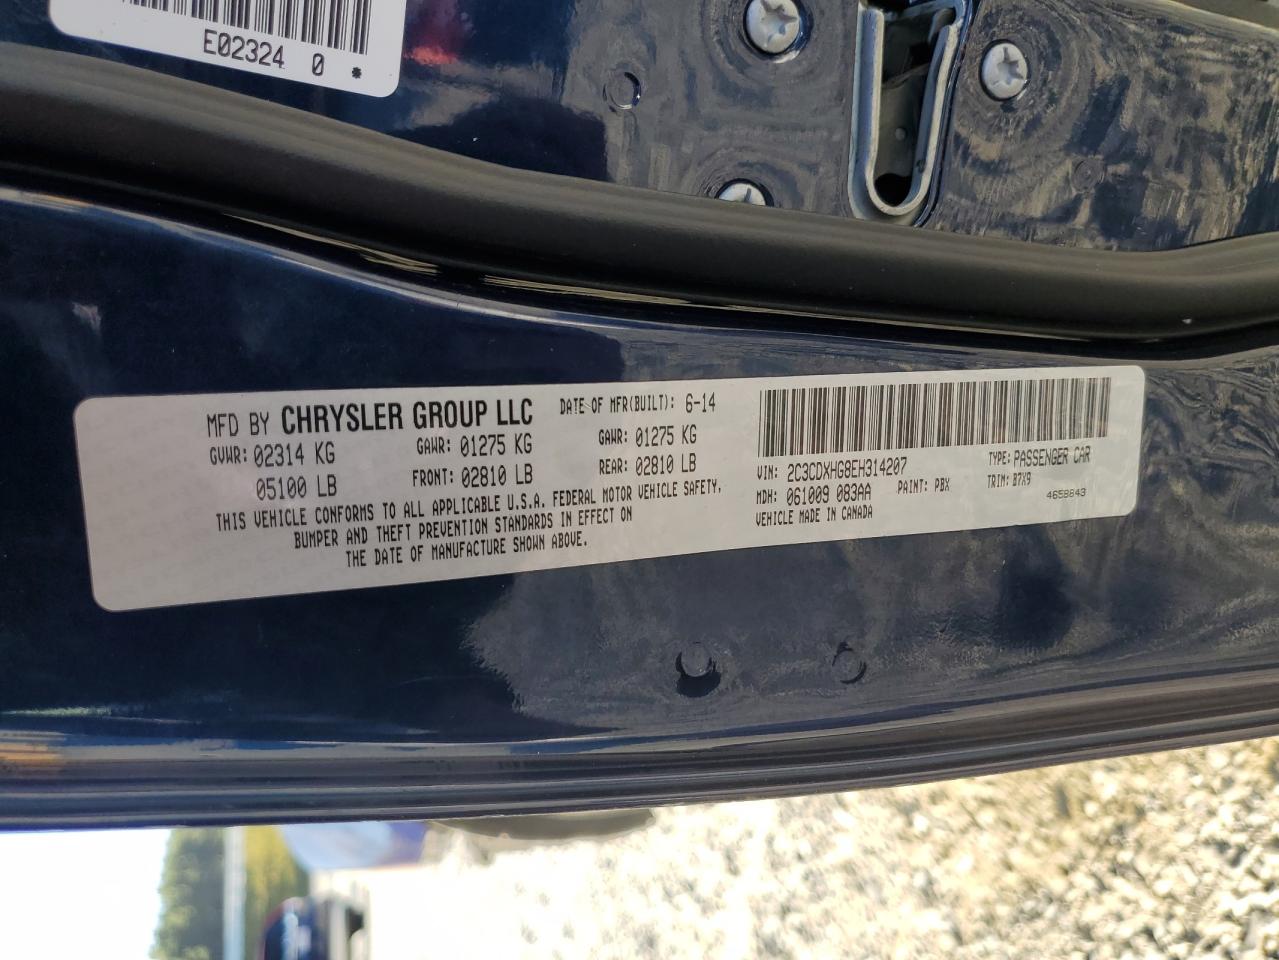 E02324 0 *
MFD BY CHRYSLER GROUP LLC DATE OF MFR(BUILT): 6-14
GVWR: 02314 KG GAWR: 01275 KG GAWR: 01275 KG
05100 LB FRONT: 02810 LB REAR: 02810 LB
THIS VEHICLE CONFORMS TO ALL APPLICABLE U.S.A. FEDERAL MOTOR VEHICLE SAFETY,
BUMPER AND THEFT PREVENTION STANDARDS IN EFFECT ON
THE DATE OF MANUFACTURE SHOWN ABOVE.
VIN: 2C3CDXHG8EH314207 TYPE: PASSENGER CAR
MDH: 061009 083AA PAINT: PBX TRIM: B7X9
VEHICLE MADE IN CANADA 4658843